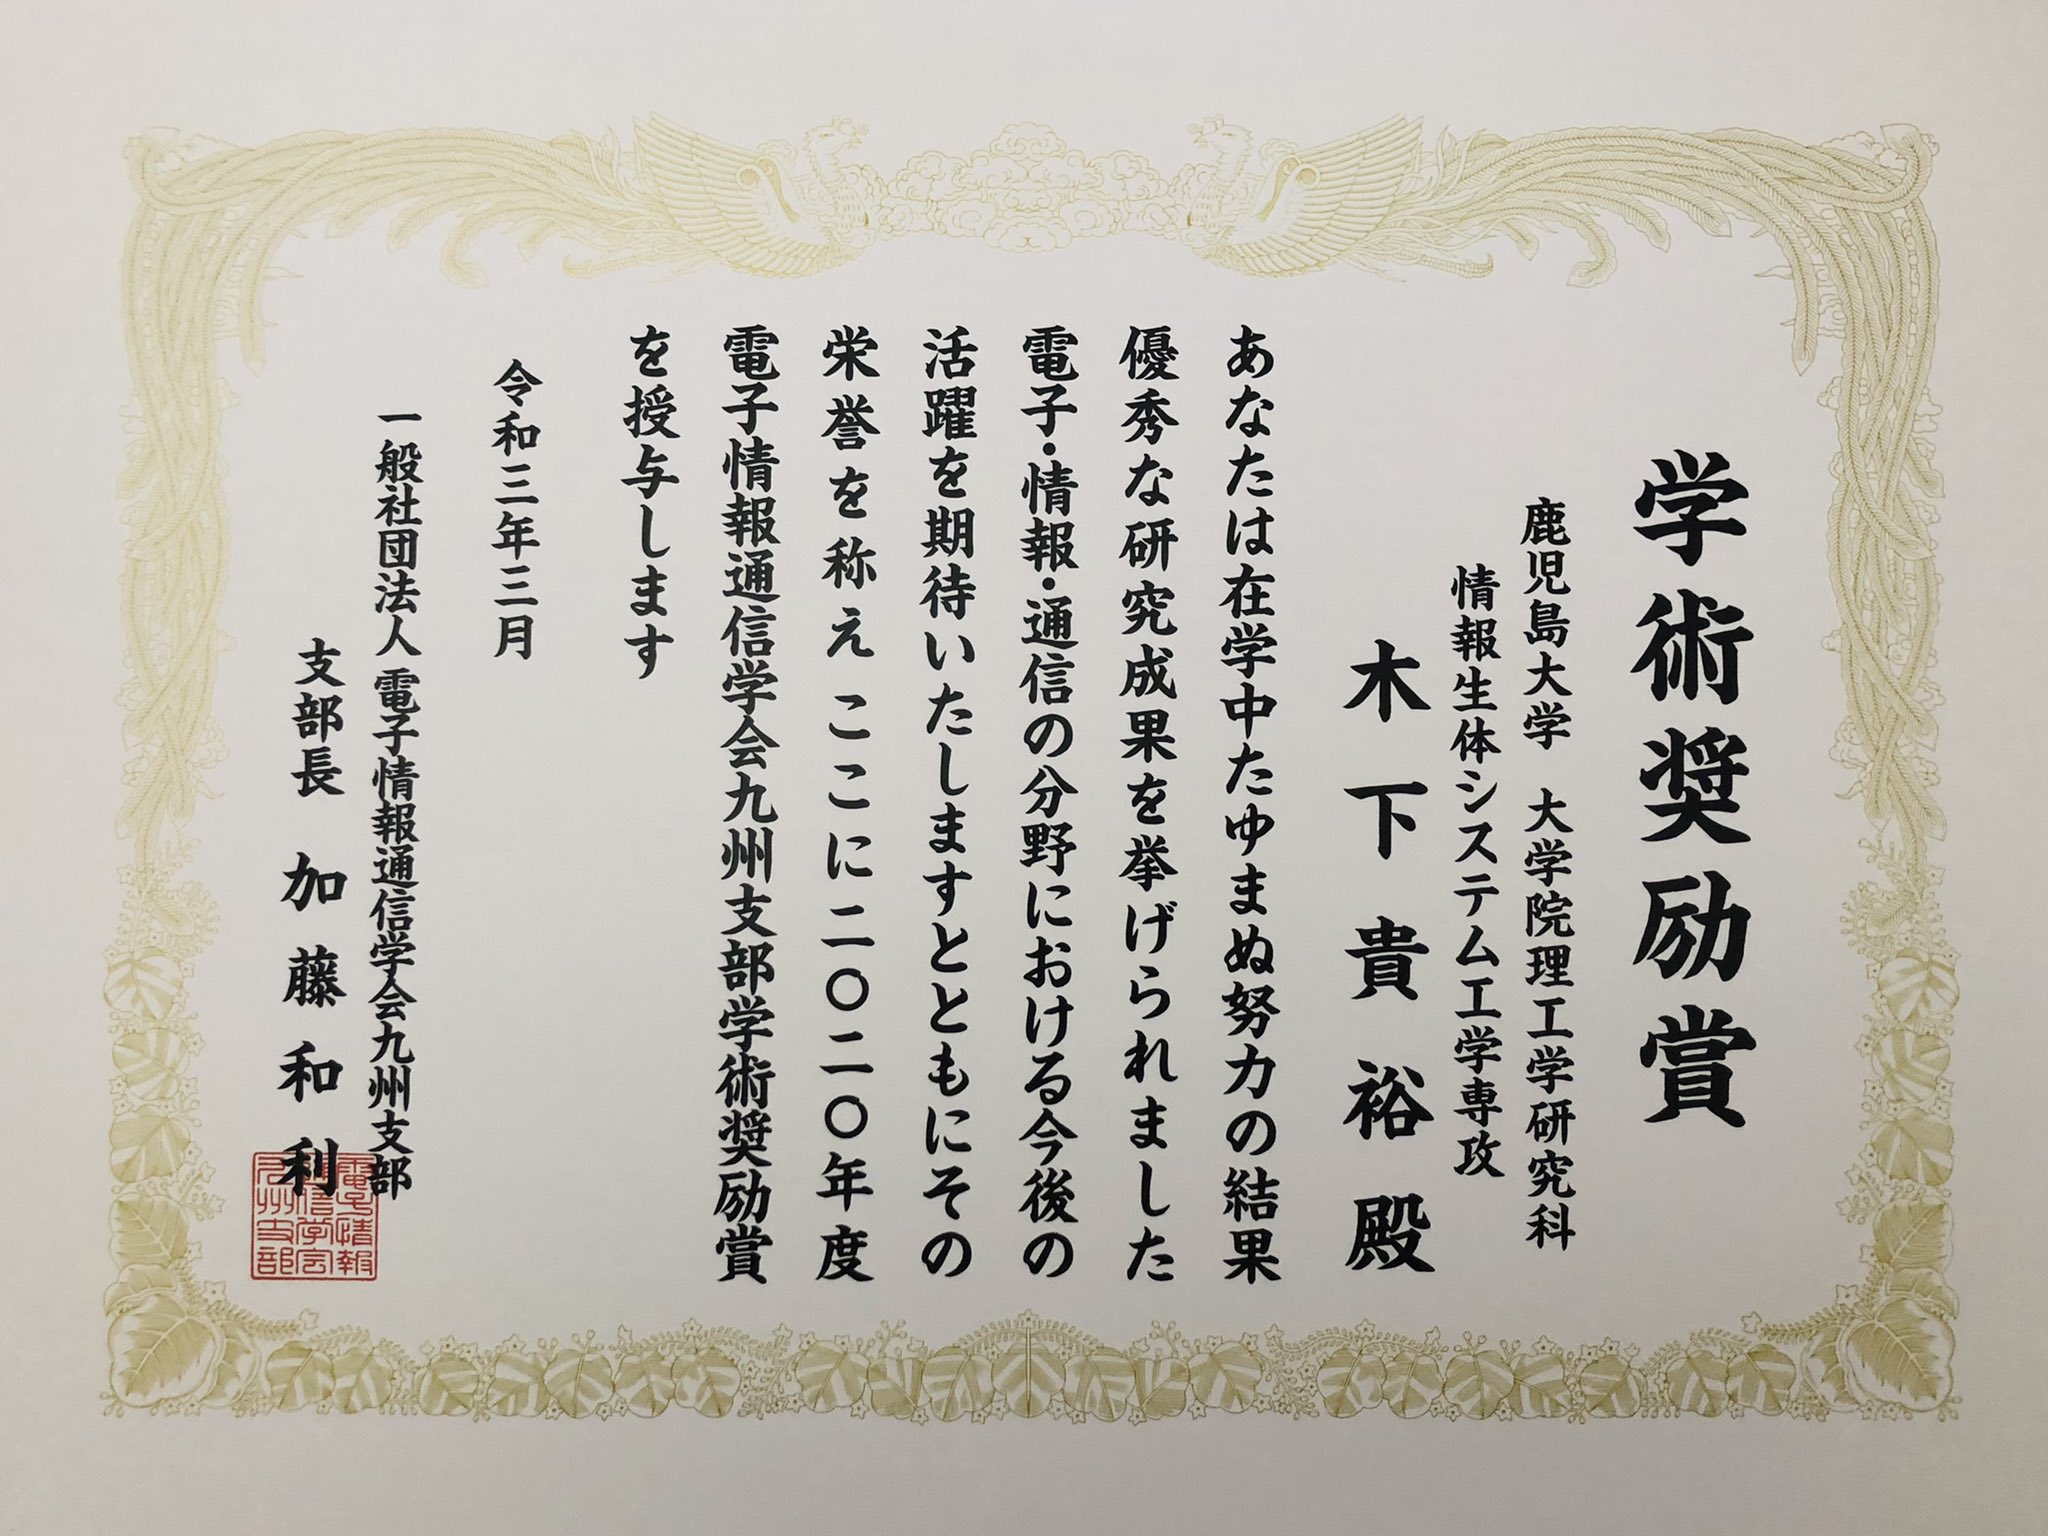 学術奨励賞
鹿児島大学 大学院理工学研究科
情報生体システム工学専攻
木下貴裕殿
あなたは在学中たゆまぬ努力の結果
優秀な研究成果を挙げられました
電子・情報・通信の分野における今後の
活躍を期待いたしますとともにその
栄誉を称えここに二〇二〇年度
電子情報通信学会九州支部学術奨励賞
を授与します
令和三年三月
一般社団法人 電子情報通信学会九州支部
支部長 加藤和利
電子情報
通信学会
九州支部